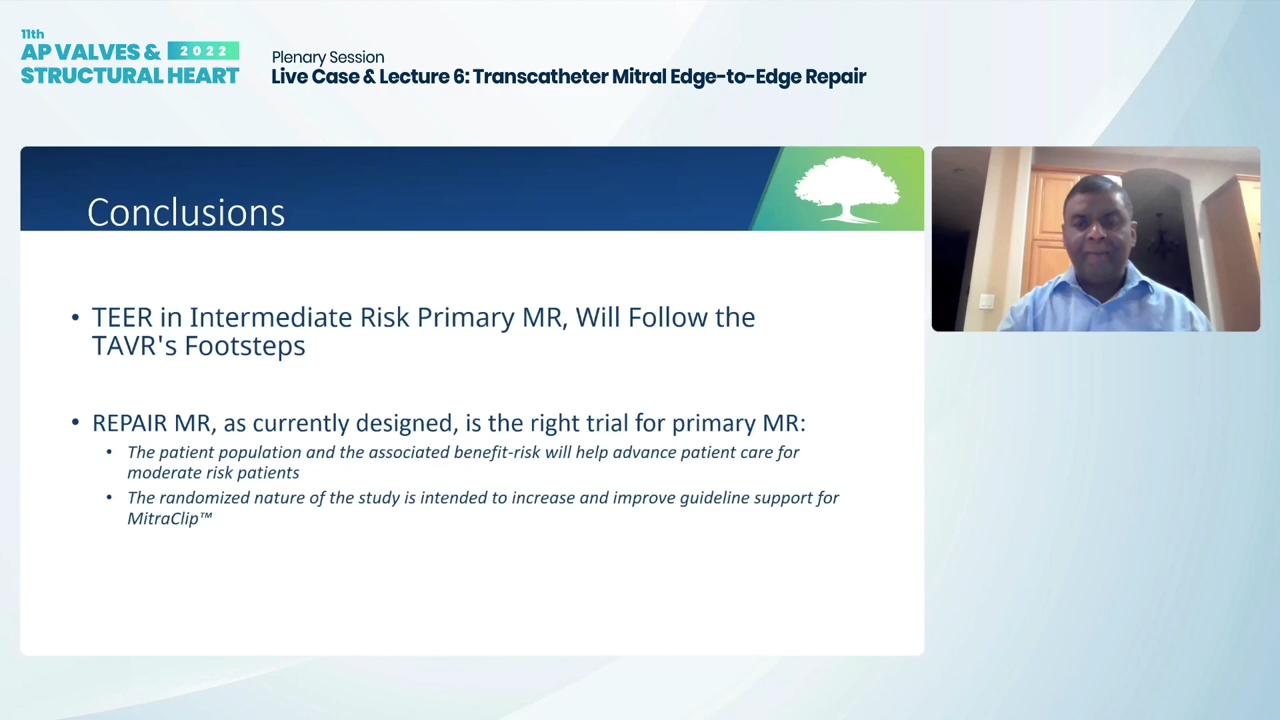 11th
AP VALVES & 2022
STRUCTURAL HEART
Plenary Session
Live Case & Lecture 6: Transcatheter Mitral Edge-to-Edge Repair
Conclusions
• TEER in Intermediate Risk Primary MR, Will Follow the
TAVR's Footsteps
• REPAIR MR, as currently designed, is the right trial for primary MR:
• The patient population and the associated benefit-risk will help advance patient care for
moderate risk patients
• The randomized nature of the study is intended to increase and improve guideline support for
MitraClip™